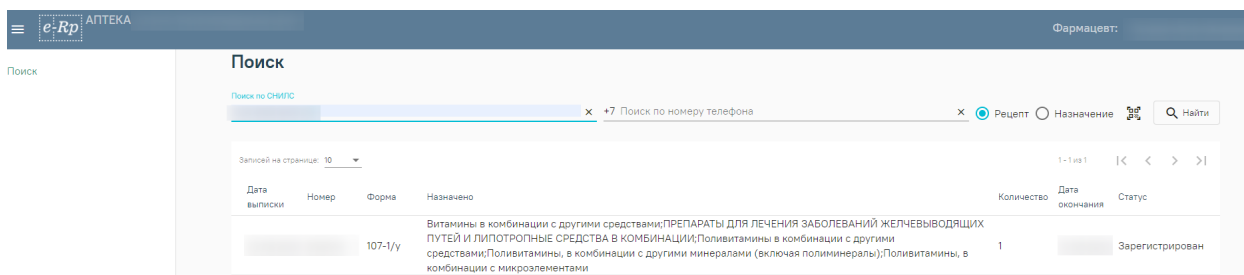 e-Rp АПТЕКА
Фармацевт:
Поиск
Поиск
Поиск по СНИЛС
× +7 Поиск по номеру телефона × Рецепт Назначение Найти
Записей на странице: 10 1 - 1 из 1
Дата выписки Номер Форма Назначено Количество Дата окончания Статус
Витамины в комбинации с другими средствами;ПРЕПАРАТЫ ДЛЯ ЛЕЧЕНИЯ ЗАБОЛЕВАНИЙ ЖЕЛЧЕВЫВОДЯЩИХ
107-1/у ПУТЕЙ И ЛИПОТРОПНЫЕ СРЕДСТВА В КОМБИНАЦИИ;Поливитамины в комбинации с другими 1 Зарегистрирован
средствами;Поливитамины, в комбинации с другими минералами (включая полиминералы);Поливитамины, в
комбинации с микроэлементами